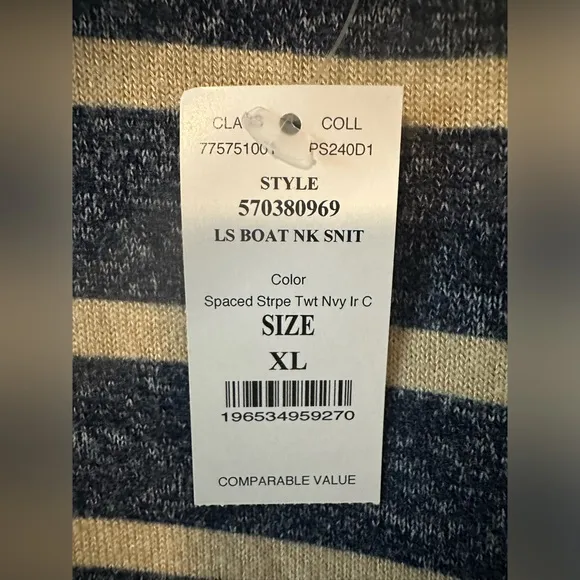 COLL
PS240D1
STYLE
570380969
LS BOAT NK SNIT
Color
Spaced Strpe Twt Nvy Ir C
SIZE
XL
196534959270
COMPARABLE VALUE